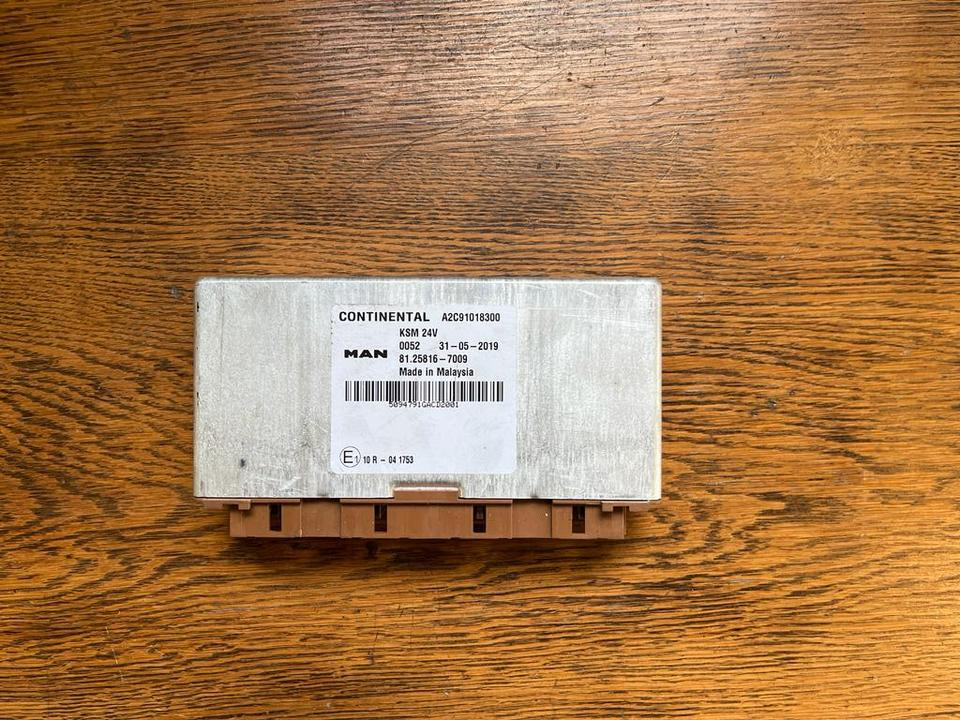 CONTINENTAL A2C91018300
KSM 24V
0052 31-05-2019
MAN 81.25816-7009
Made in Malaysia
5094791GACD2001
E1 10 R - 04 1753